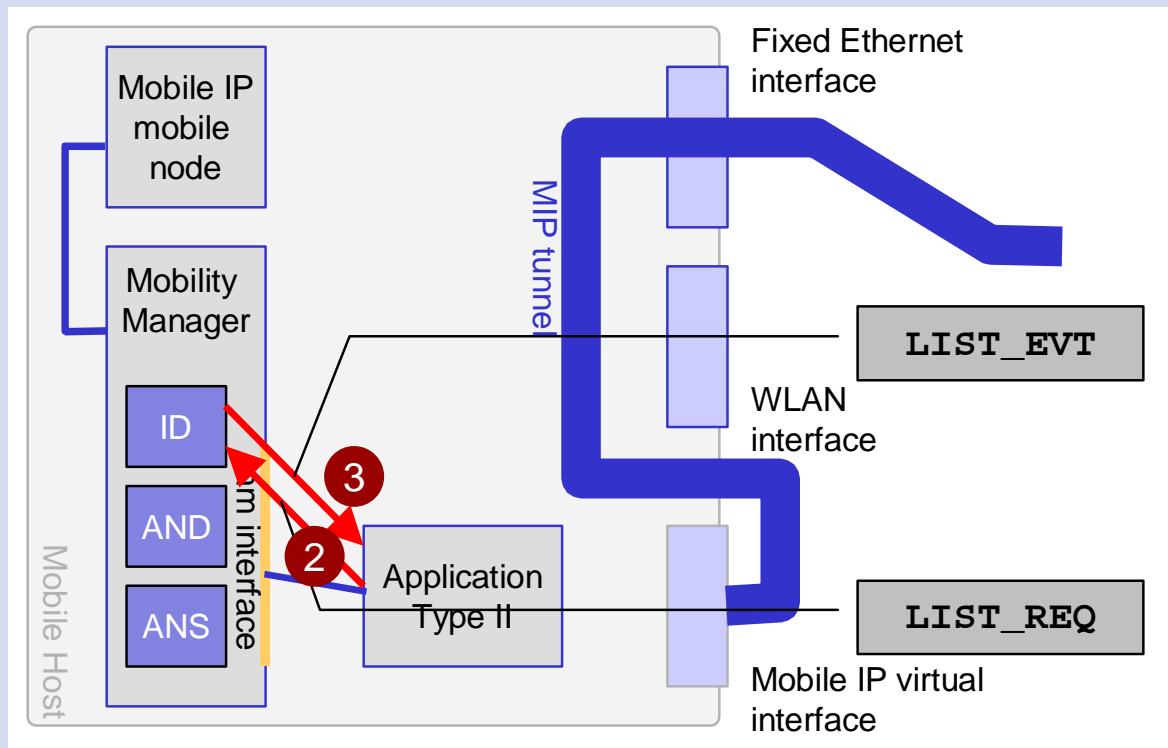 Fixed Ethernet
interface
Mobile IP
mobile
node
MIP tunnel
Mobility
Manager
LIST_EVT
ID
WLAN
interface
3
AND
am interface
2
Application
Type II
ANS
LIST_REQ
Mobile Host
Mobile IP virtual
interface